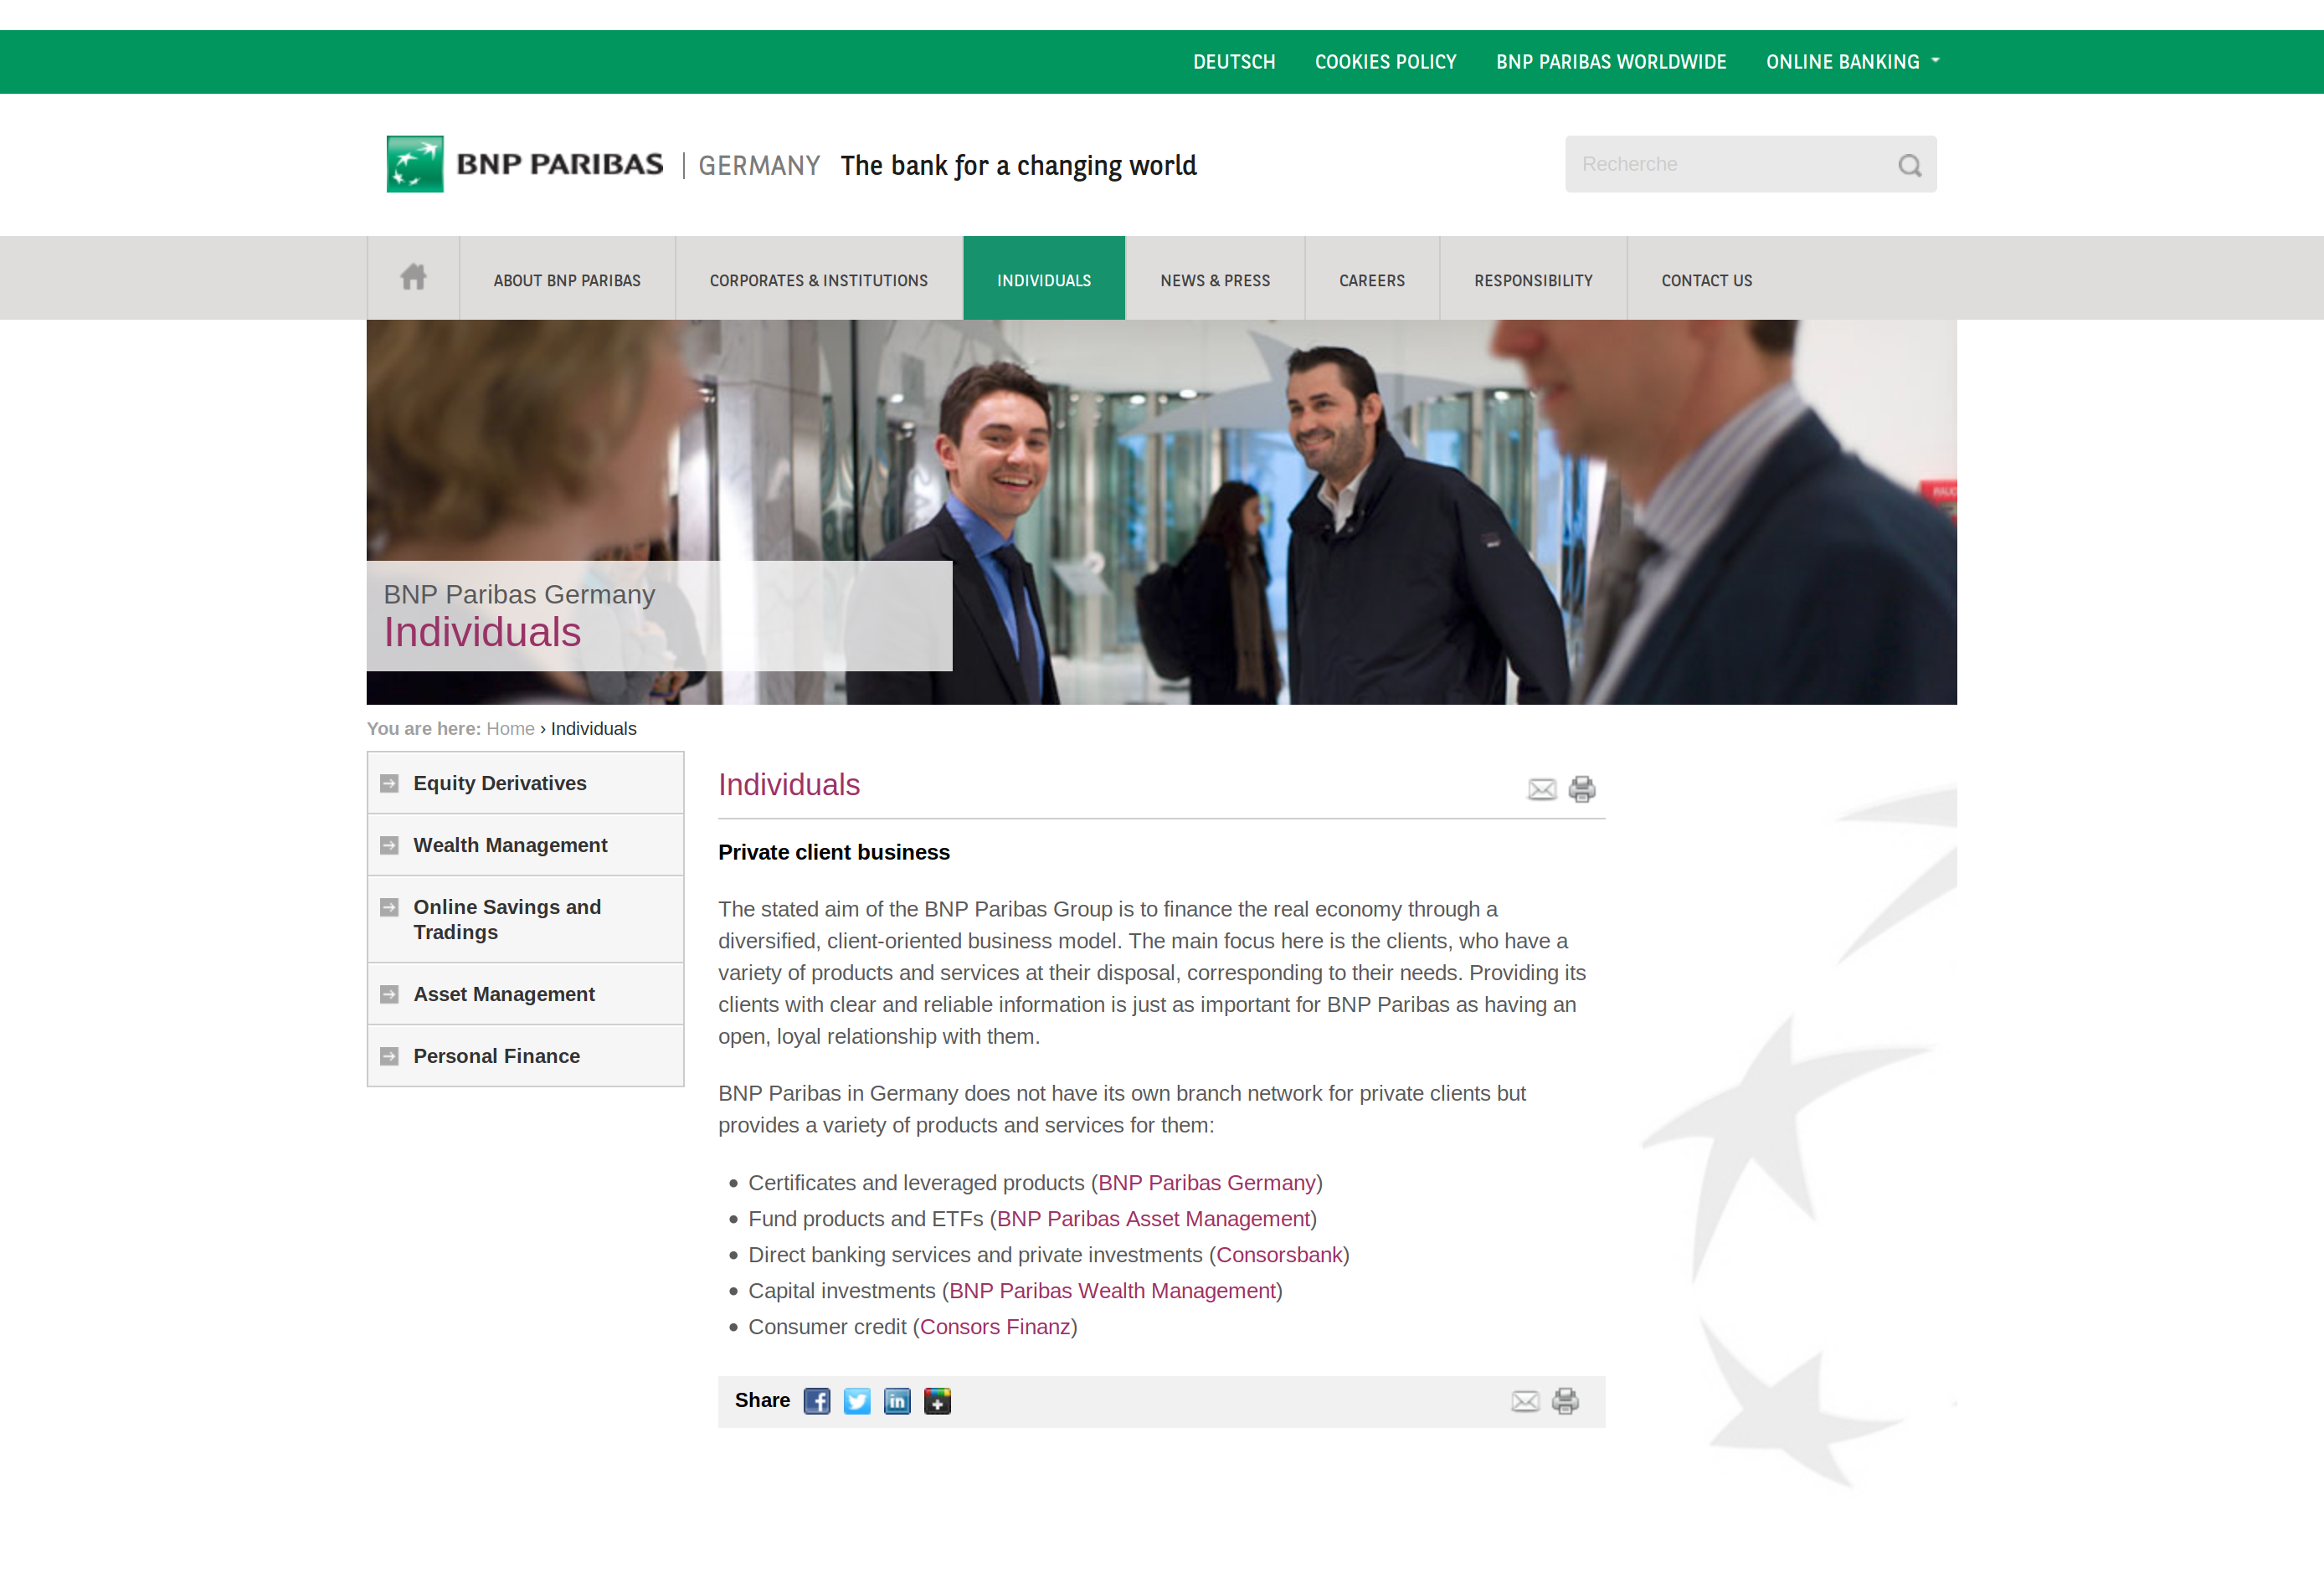 DEUTSCH COOKIES POLICY BNP PARIBAS WORLDWIDE ONLINE BANKING
BNP PARIBAS GERMANY The bank for a changing world
Recherche
ABOUT BNP PARIBAS CORPORATES & INSTITUTIONS INDIVIDUALS NEWS & PRESS CAREERS RESPONSIBILITY CONTACT US
BNP Paribas Germany
Individuals
You are here: Home › Individuals
Equity Derivatives
Wealth Management
Online Savings and
Tradings
Asset Management
Personal Finance
Individuals
Private client business
The stated aim of the BNP Paribas Group is to finance the real economy through a
diversified, client-oriented business model. The main focus here is the clients, who have a
variety of products and services at their disposal, corresponding to their needs. Providing its
clients with clear and reliable information is just as important for BNP Paribas as having an
open, loyal relationship with them.
BNP Paribas in Germany does not have its own branch network for private clients but
provides a variety of products and services for them:
• Certificates and leveraged products (BNP Paribas Germany)
• Fund products and ETFs (BNP Paribas Asset Management)
• Direct banking services and private investments (Consorsbank)
• Capital investments (BNP Paribas Wealth Management)
• Consumer credit (Consors Finanz)
Share